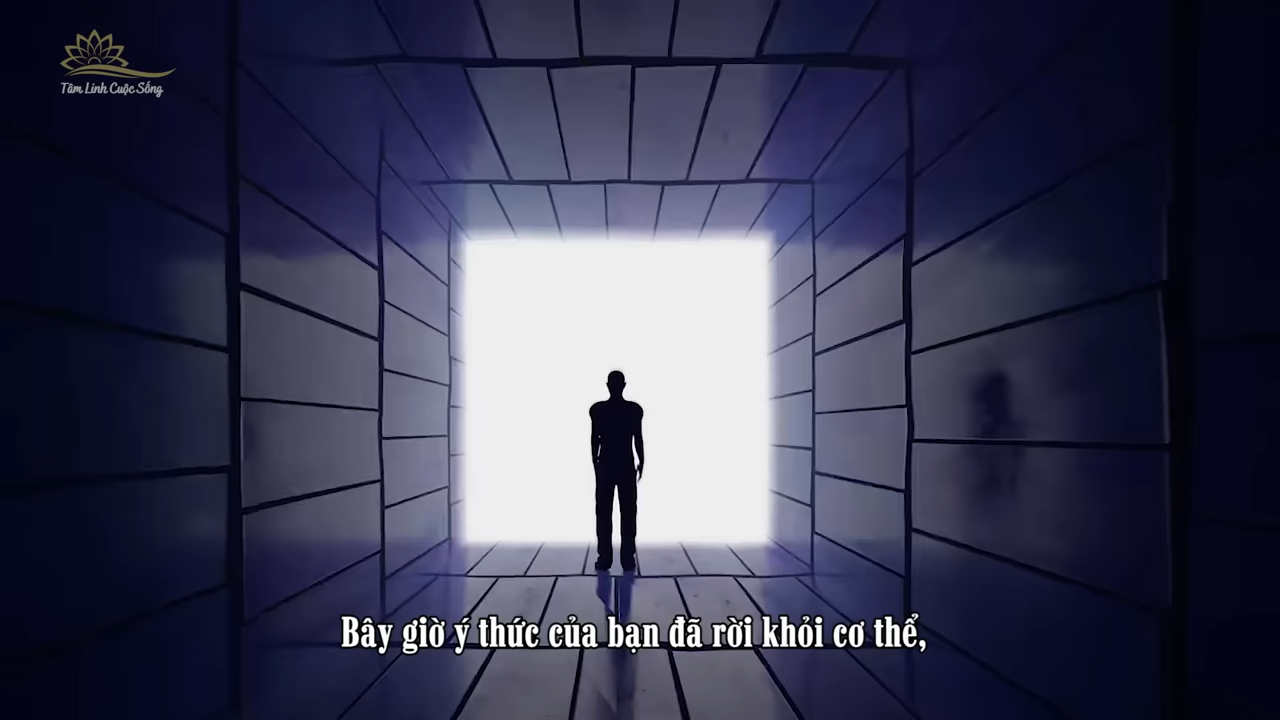 Tâm Linh Cuộc Sống
Bây giờ ý thức của bạn đã rời khỏi cơ thể,